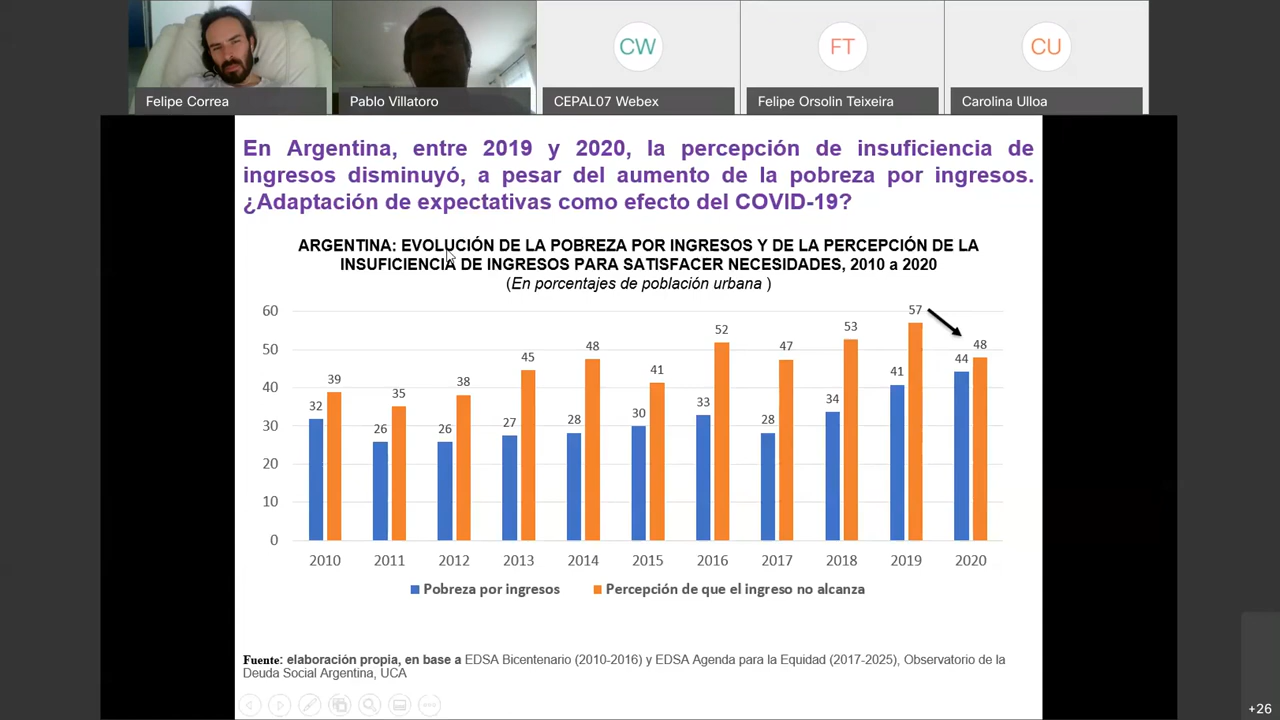 CW
FT
CU
Felipe Correa
Pablo Villatoro
CEPAL07 Webex
Felipe Orsolin Teixeira
Carolina Ulloa
En Argentina, entre 2019 y 2020, la percepción de insuficiencia de
ingresos disminuyó, a pesar del aumento de la pobreza por ingresos.
¿Adaptación de expectativas como efecto del COVID-19?
ARGENTINA: EVOLUCIÓN DE LA POBREZA POR INGRESOS Y DE LA PERCEPCIÓN DE LA
INSUFICIENCIA DE INGRESOS PARA SATISFACER NECESIDADES, 2010 a 2020
(En porcentajes de población urbana )
60
50
40
30
20
10
0
32 39
26 35
26 38
27 45
28 48
30 41
33 52
28 47
34 53
41 57
44 48
2010 2011 2012 2013 2014 2015 2016 2017 2018 2019 2020
Pobreza por ingresos Percepción de que el ingreso no alcanza
Fuente: elaboración propia, en base a EDSA Bicentenario (2010-2016) y EDSA Agenda para la Equidad (2017-2025), Observatorio de la
Deuda Social Argentina, UCA
+26